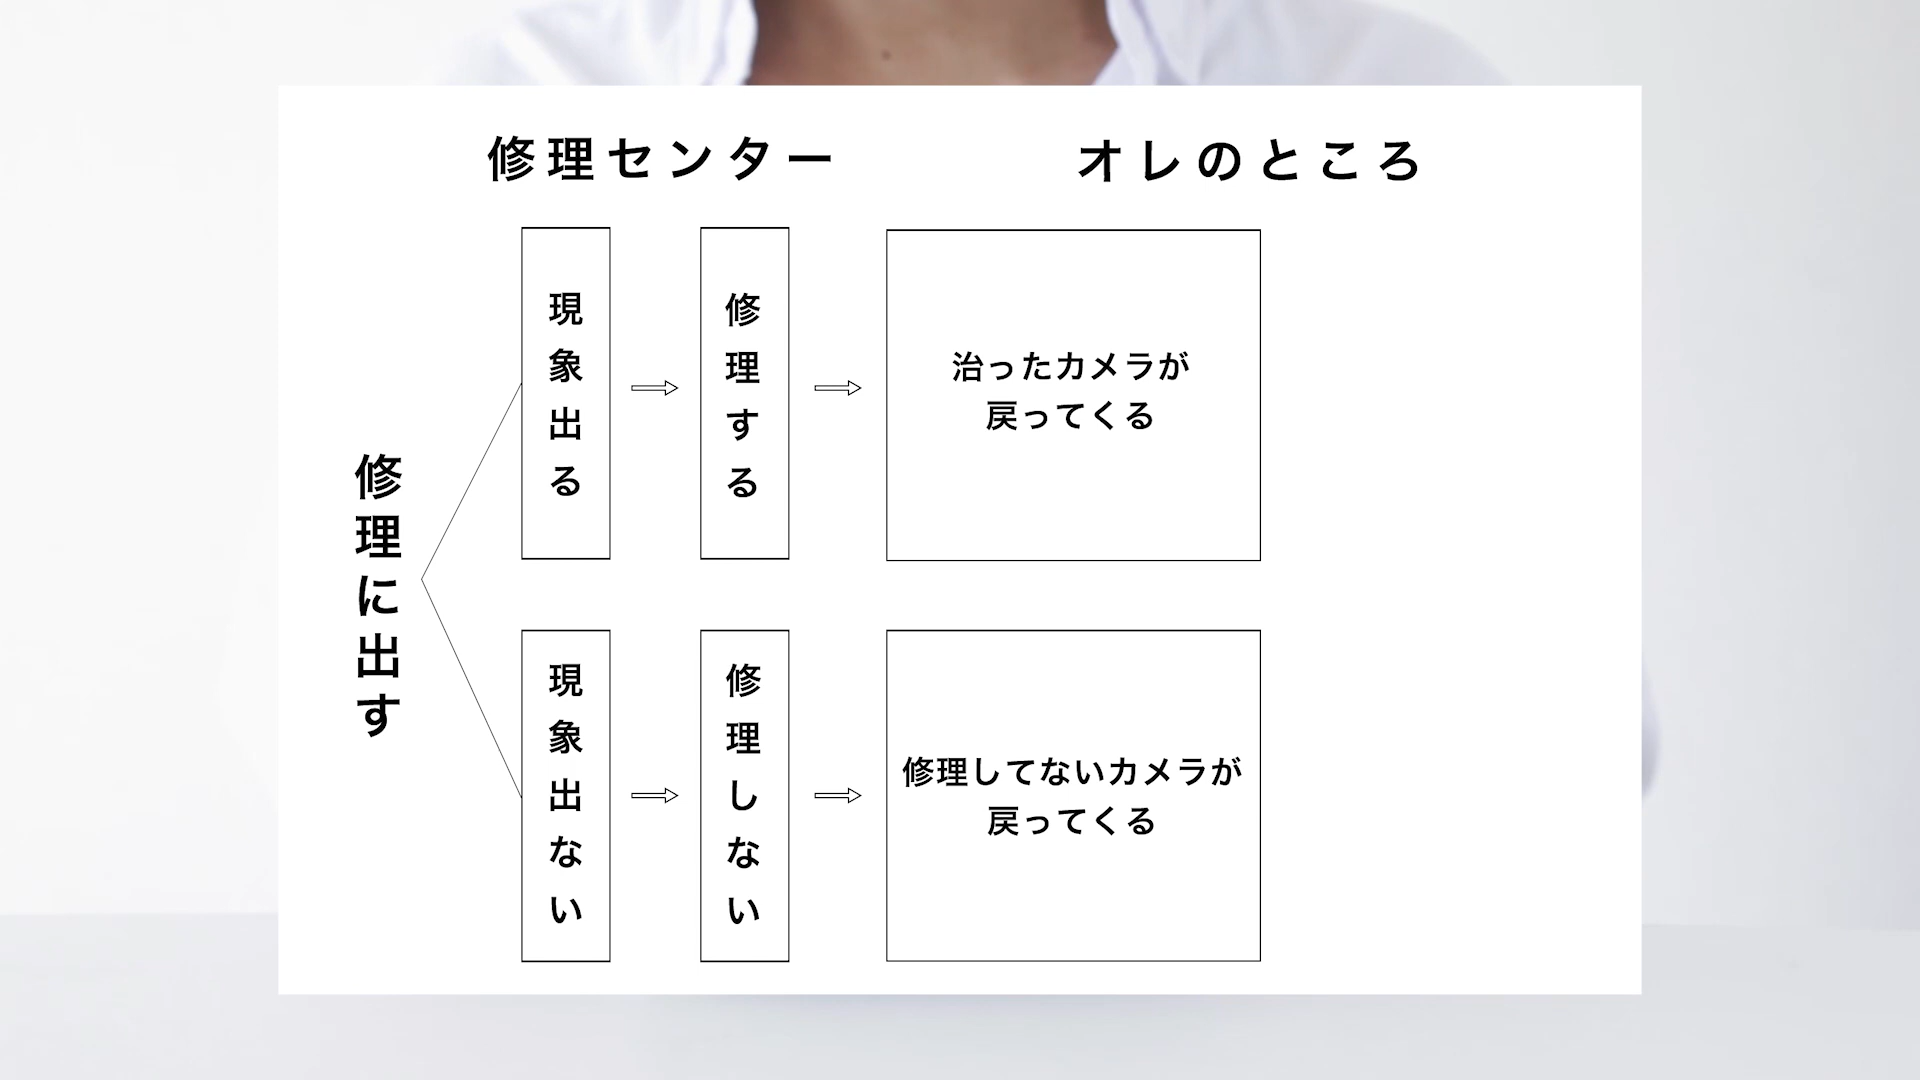 修理センター
オレのところ
修理に出す
現象出る
修理する
治ったカメラが
戻ってくる
現象出ない
修理しない
修理してないカメラが
戻ってくる